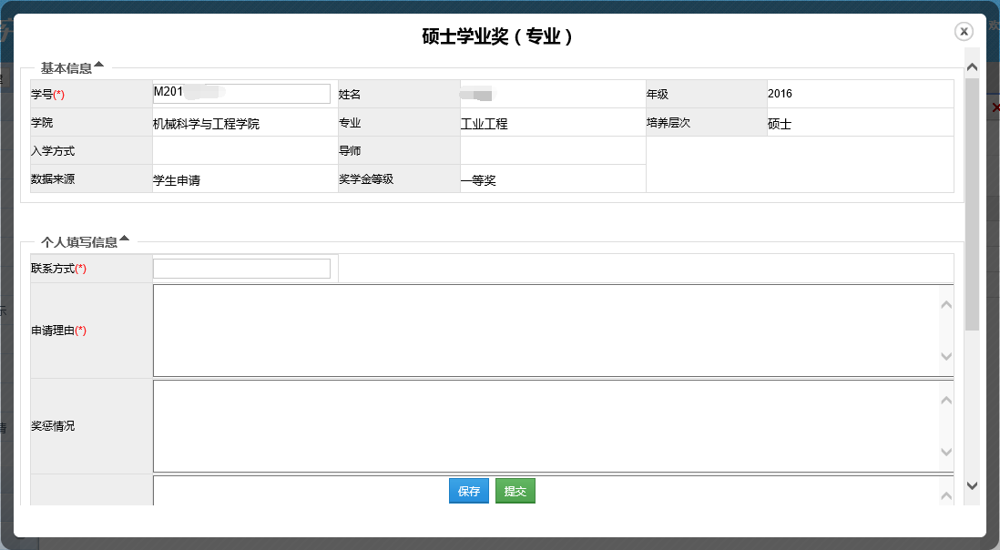 硕士学业奖（专业）
基本信息
学号(*) M201 姓名 年级 2016
学院 机械科学与工程学院 专业 工业工程 培养层次 硕士
入学方式 导师
数据来源 学生申请 奖学金等级 一等奖
个人填写信息
联系方式(*)
申请理由(*)
奖惩情况
保存 提交